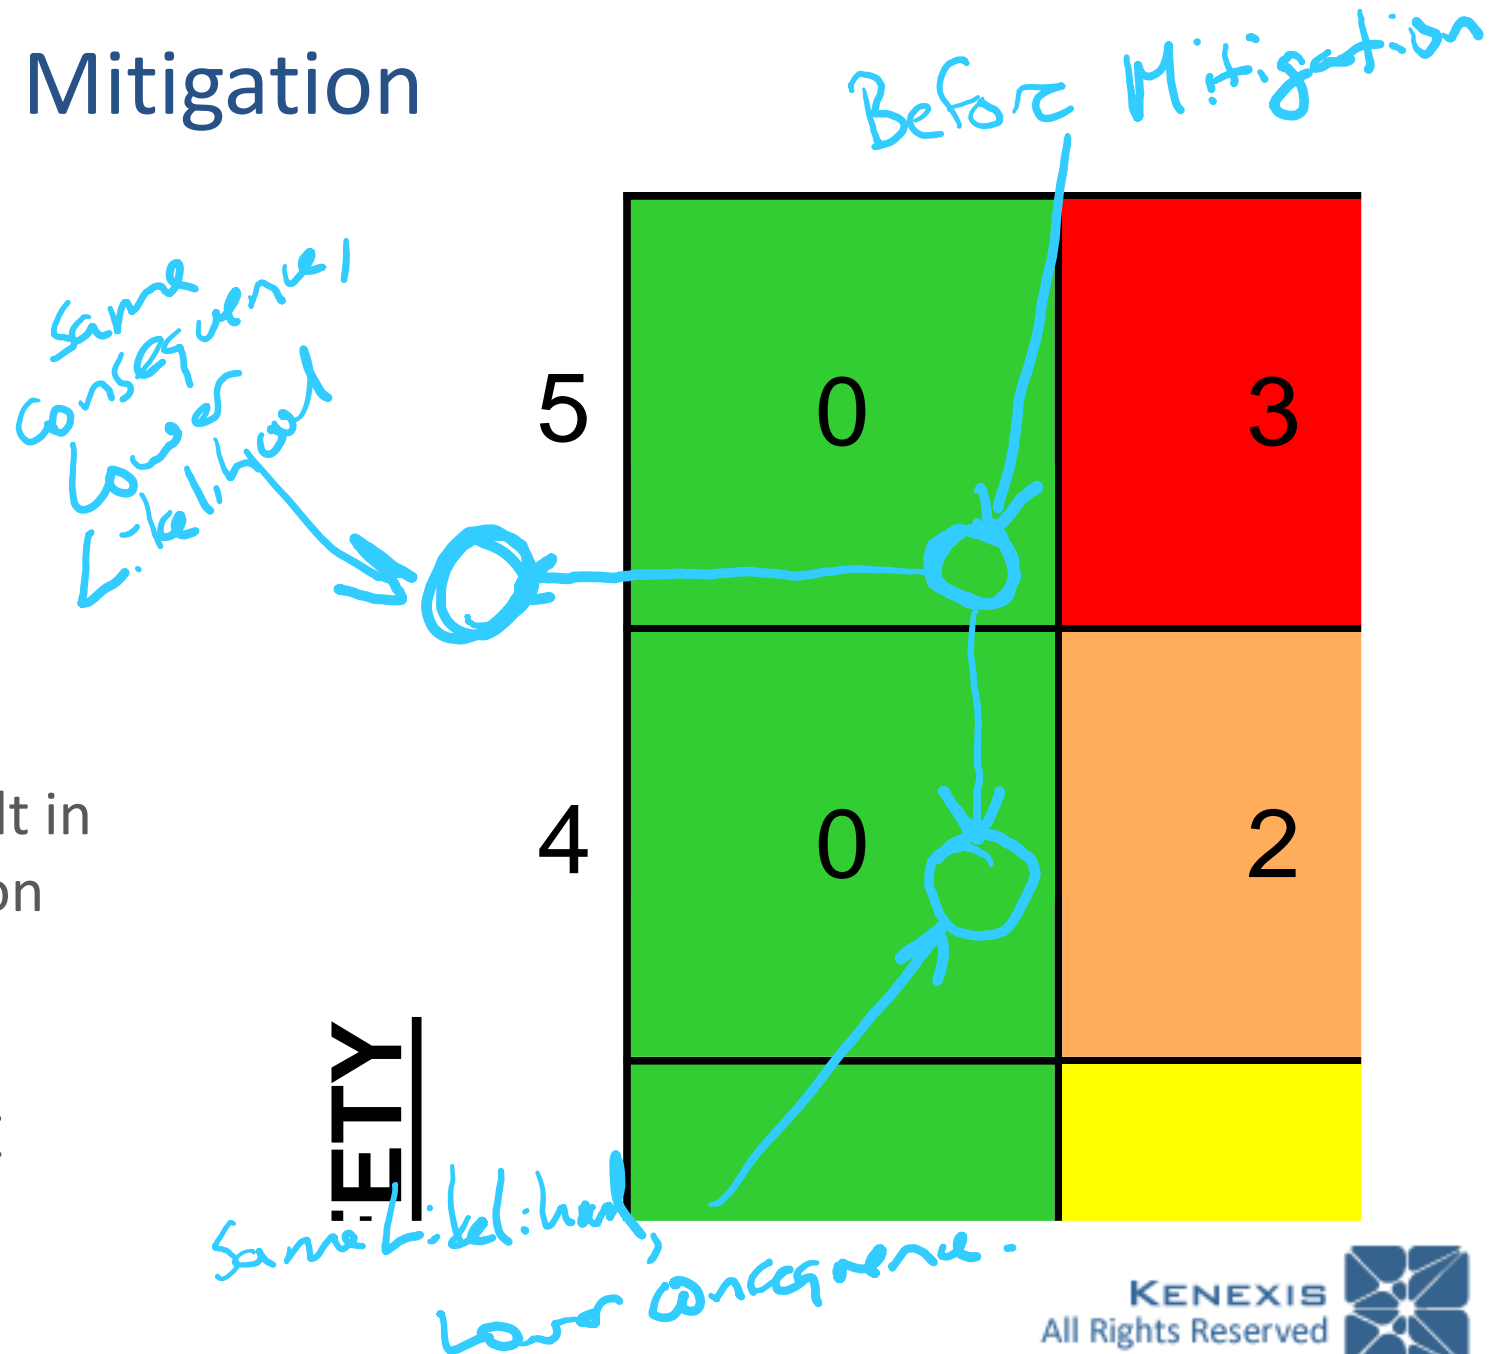 Mitigation
Before Mitigation
Same
consequence,
Lower
Likelihood
5 0 3
4 0 2
lt in
on
ETY
Same Likelihood,
Lower consequence.
KENEXIS
All Rights Reserved